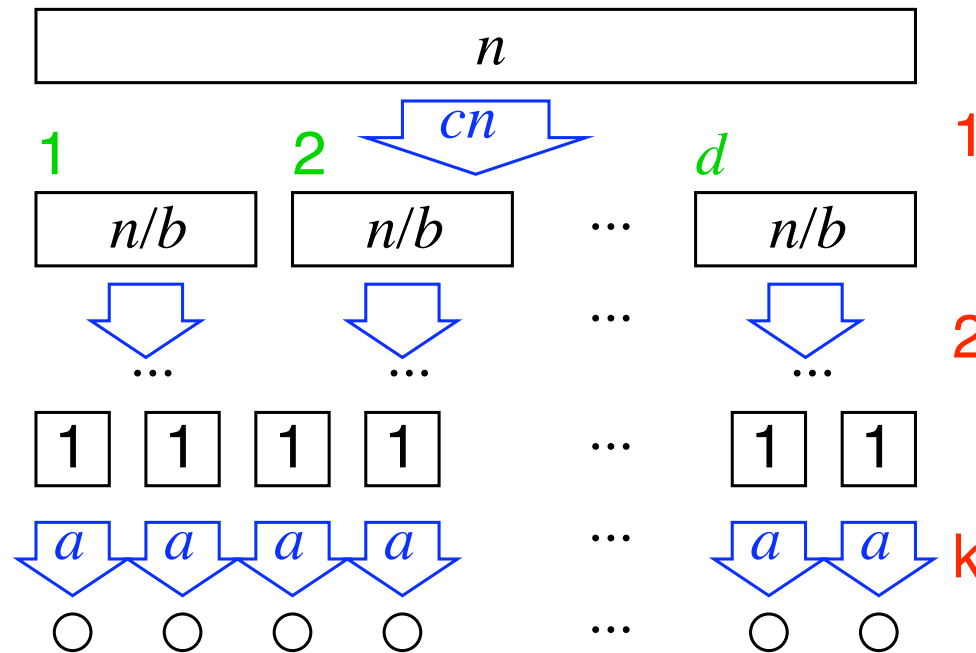 n
cn
1
1 2 d
n/b n/b ... n/b
... 2
... ... ...
1 1 1 1 ... 1 1
a a a a ... a a k
...